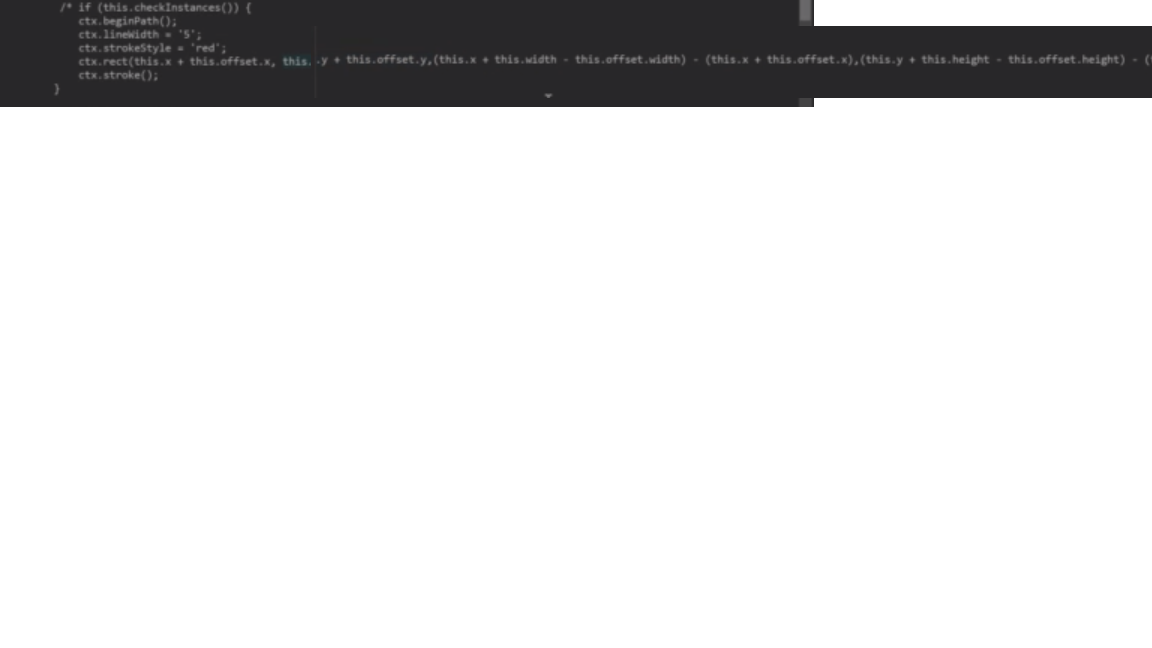 /* if (this.checkInstances()) {
ctx.beginPath();
ctx.lineWidth = '5';
ctx.strokeStyle = 'red';
ctx.rect(this.x + this.offset.x, this. .y + this.offset.y,(this.x + this.width - this.offset.width) - (this.x + this.offset.x),(this.y + this.height - this.offset.height) - (
ctx.stroke();
}